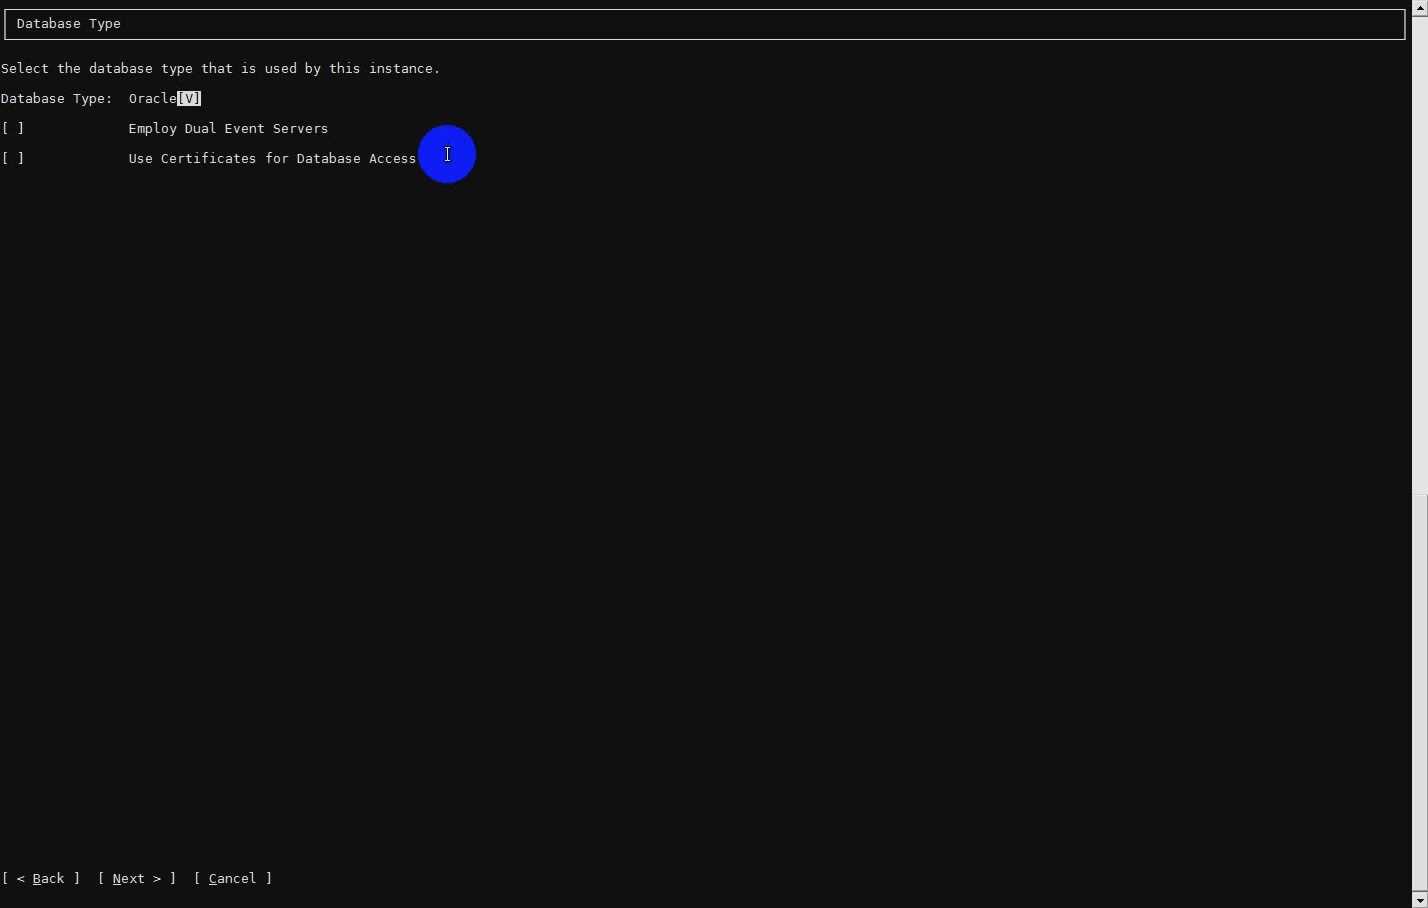 Database Type
Select the database type that is used by this instance.
Database Type:  Oracle[V]
[ ]             Employ Dual Event Servers
[ ]             Use Certificates for Database Access
[ < Back ]  [ Next > ]  [ Cancel ]